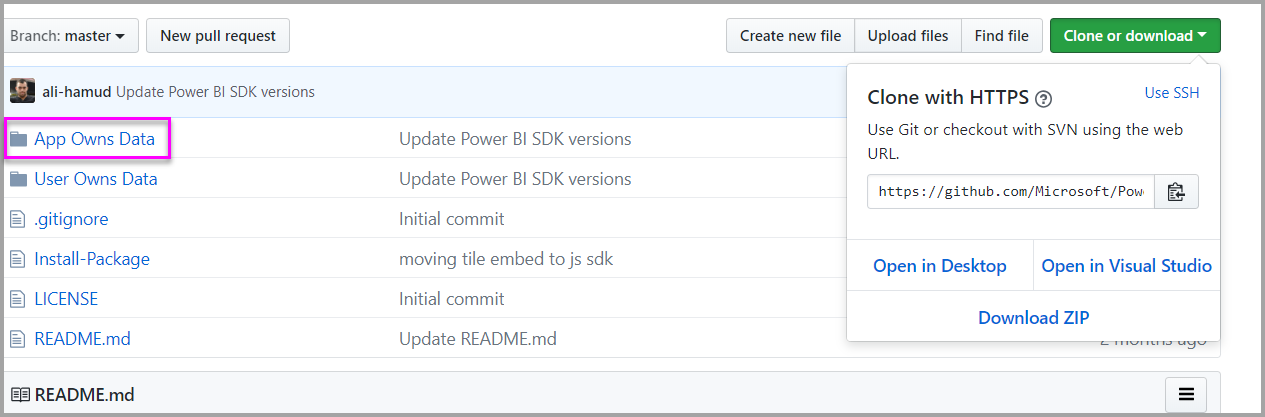 Branch: master
New pull request
Create new file
Upload files
Find file
Clone or download
ali-hamud Update Power BI SDK versions
App Owns Data
Update Power BI SDK versions
User Owns Data
Update Power BI SDK versions
.gitignore
Initial commit
Install-Package
moving tile embed to js sdk
LICENSE
Initial commit
README.md
Update README.md
2 months ago
Clone with HTTPS ?
Use SSH
Use Git or checkout with SVN using the web
URL.
https://github.com/Microsoft/Pow
Open in Desktop
Open in Visual Studio
Download ZIP
README.md